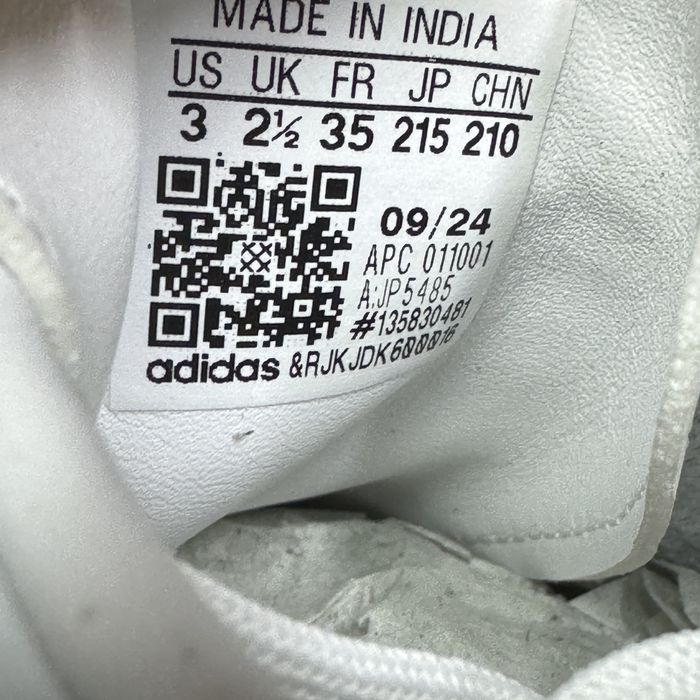 MADE IN INDIA
US UK FR JP CHN
3 2½ 35 215 210
09/24
APC 011001
A:JP5485
#135830481
adidas &RJKJDK6000016